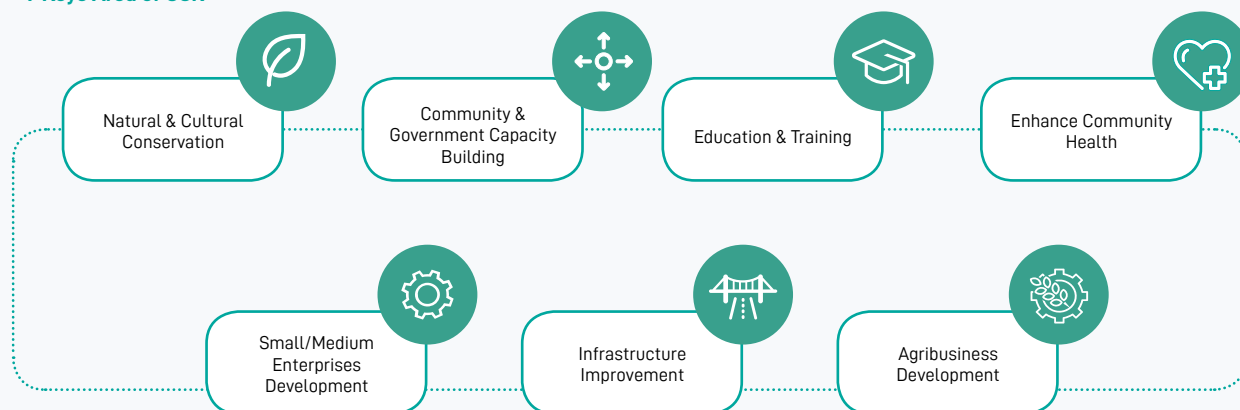 Natural & Cultural
Conservation
Community &
Government Capacity
Building
Education & Training
Enhance Community
Health
Small/Medium
Enterprises
Development
Infrastructure
Improvement
Agribusiness
Development